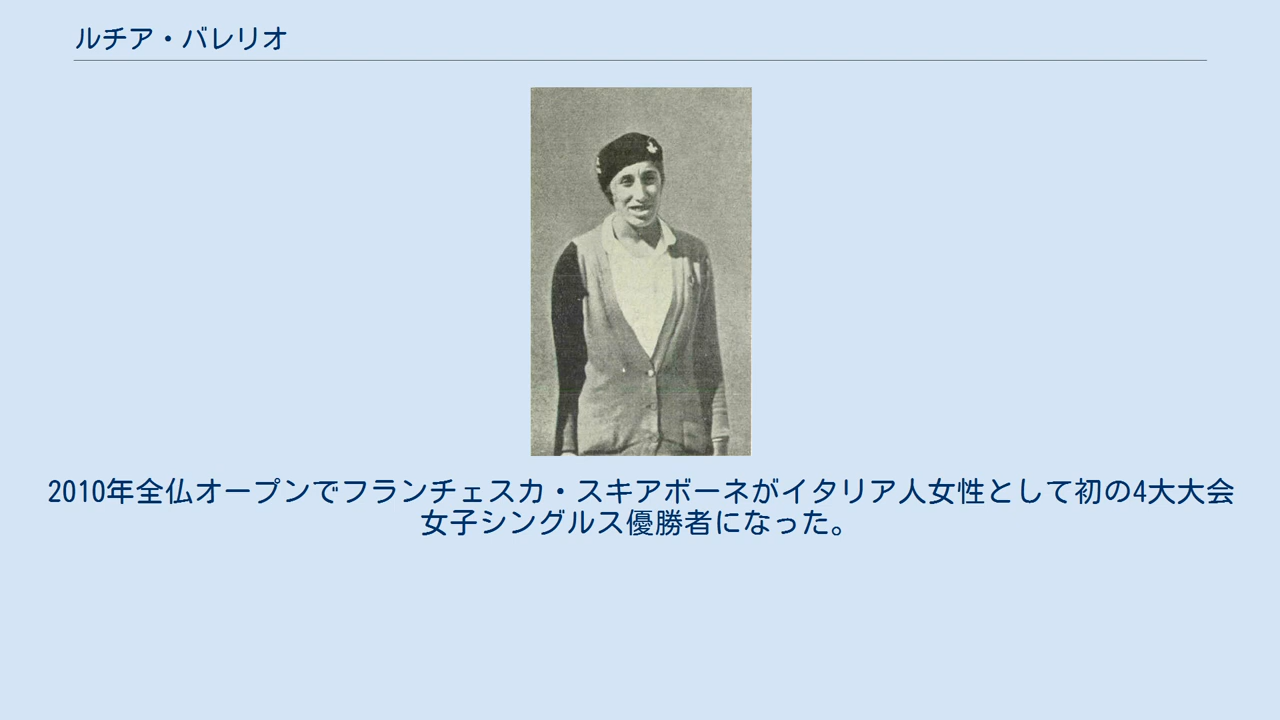 ルチア・バレリオ
2010年全仏オープンでフランチェスカ・スキアボーネがイタリア人女性として初の4大大会
女子シングルス優勝者になった。